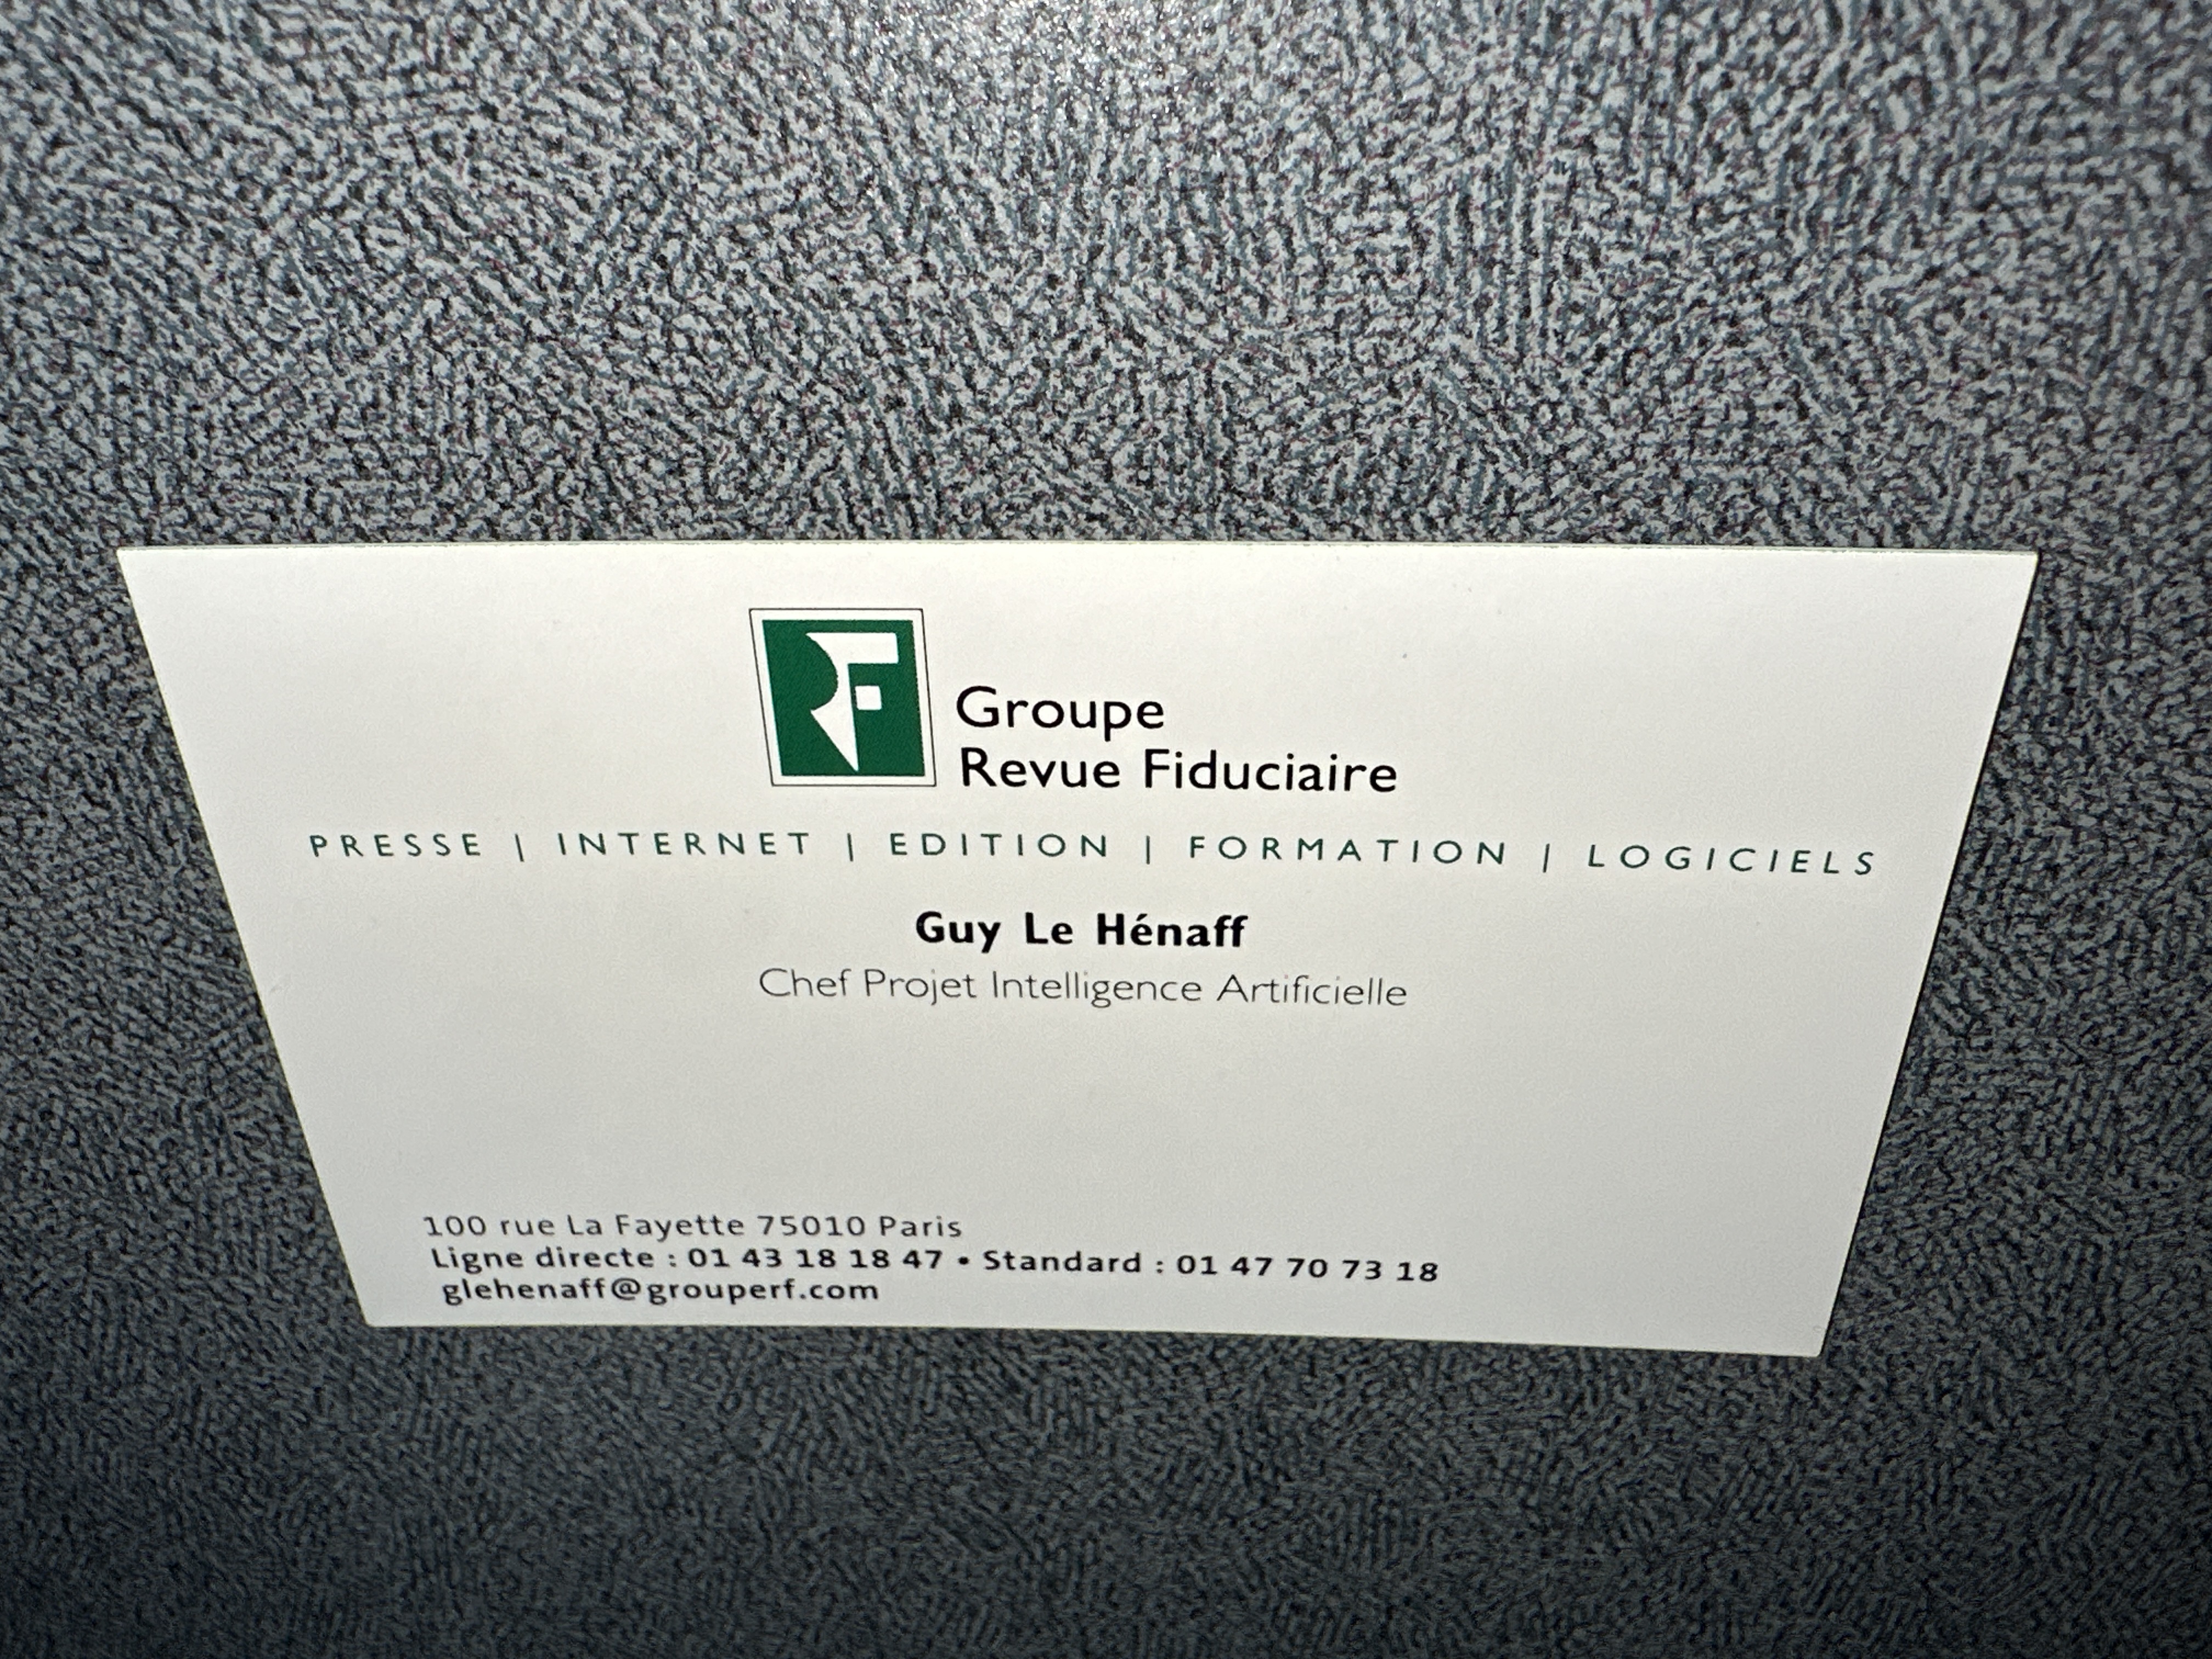 RF
Groupe
Revue Fiduciaire
PRESSE | INTERNET | EDITION | FORMATION | LOGICIELS
Guy Le Hénaff
Chef Projet Intelligence Artificielle
100 rue La Fayette 75010 Paris
Ligne directe : 01 43 18 18 47 • Standard : 01 47 70 73 18
glehenaff@grouperf.com